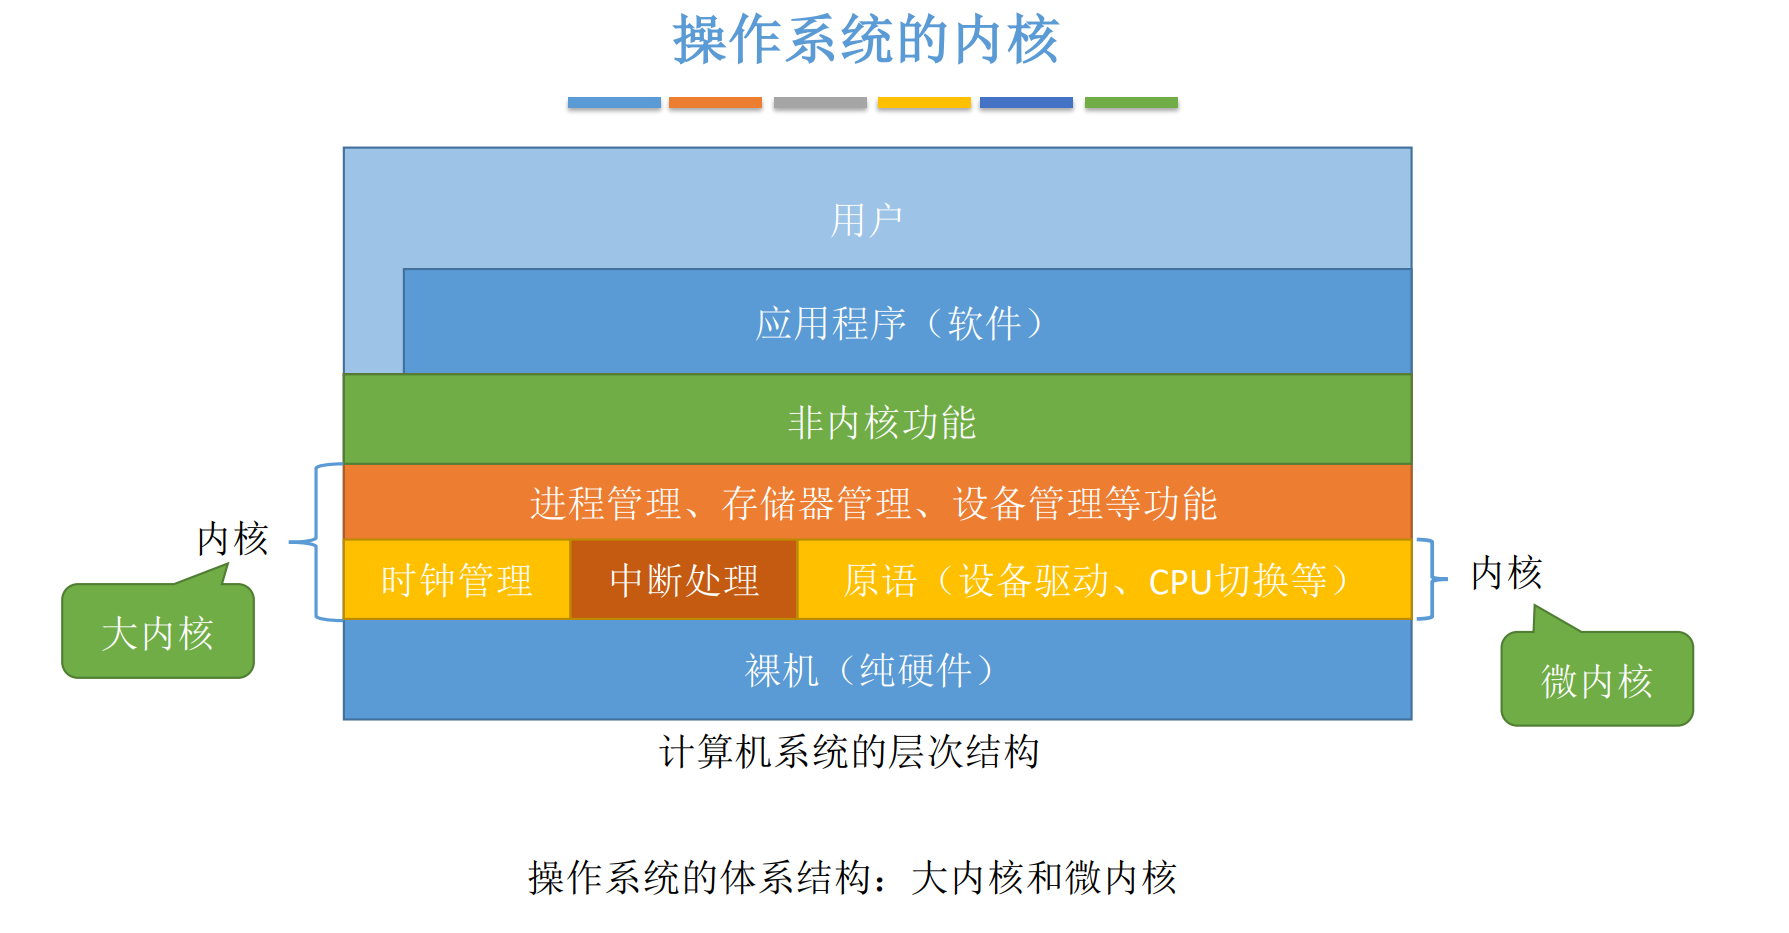 操作系统的内核
用户
应用程序（软件）
非内核功能
进程管理、存储器管理、设备管理等功能
内核
大内核
时钟管理
中断处理
原语（设备驱动、CPU切换等）
内核
微内核
裸机（纯硬件）
计算机系统的层次结构
操作系统的体系结构：大内核和微内核